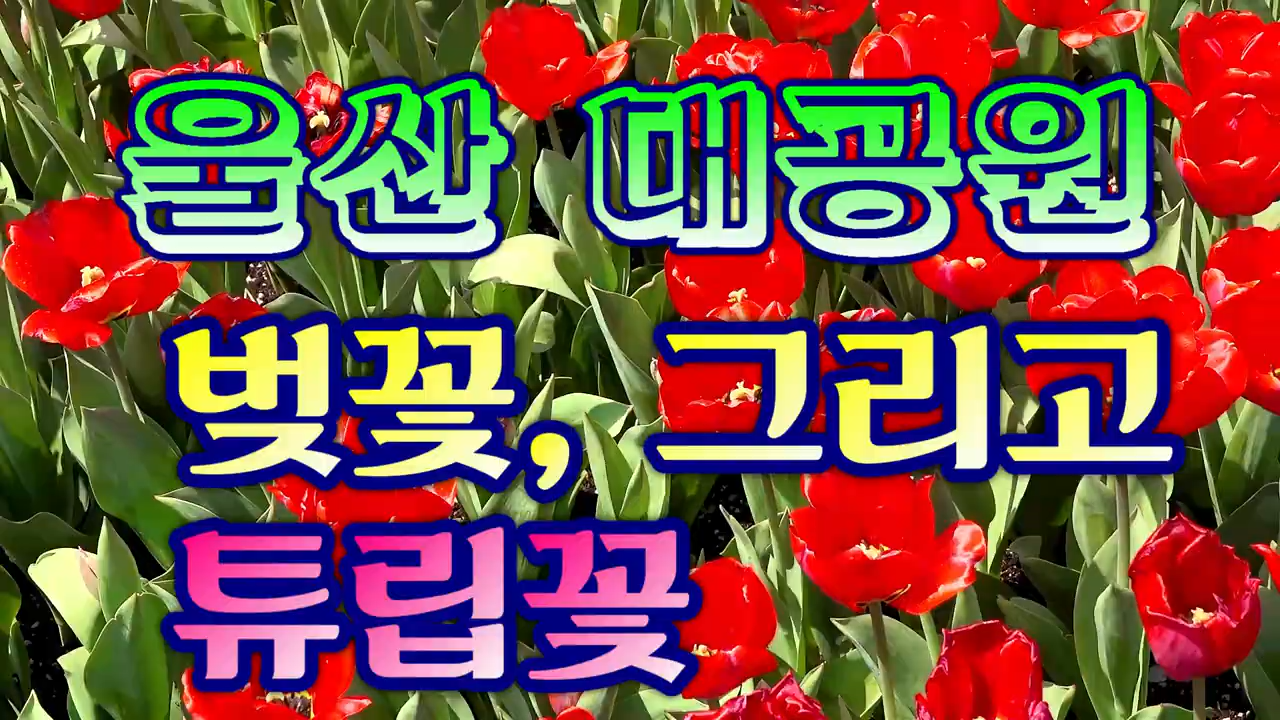 울산 대공원
벚꽃, 그리고
튜립꽃